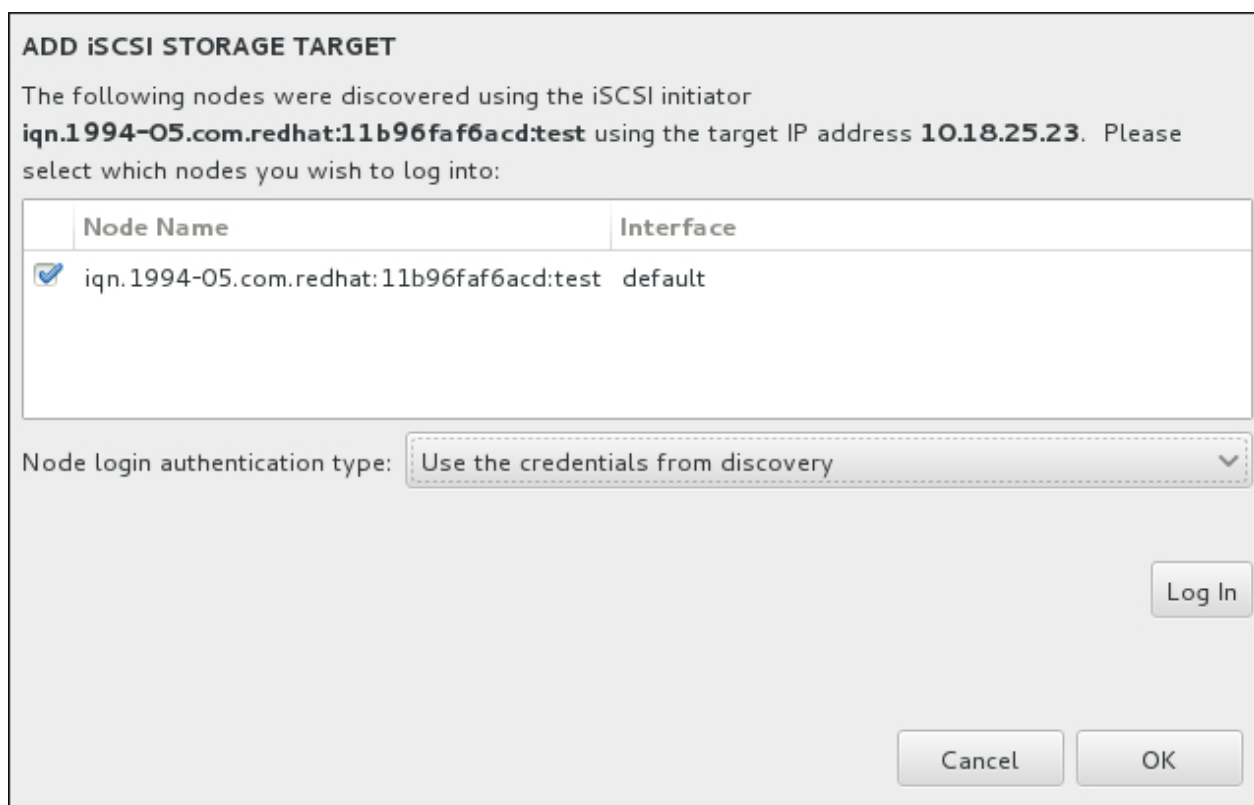 ADD iSCSI STORAGE TARGET
The following nodes were discovered using the iSCSI initiator
iqn.1994-05.com.redhat:11b96faf6acd:test using the target IP address 10.18.25.23. Please
select which nodes you wish to log into:
Node Name Interface
iqn.1994-05.com.redhat:11b96faf6acd:test default
Node login authentication type: Use the credentials from discovery
Log In
Cancel OK